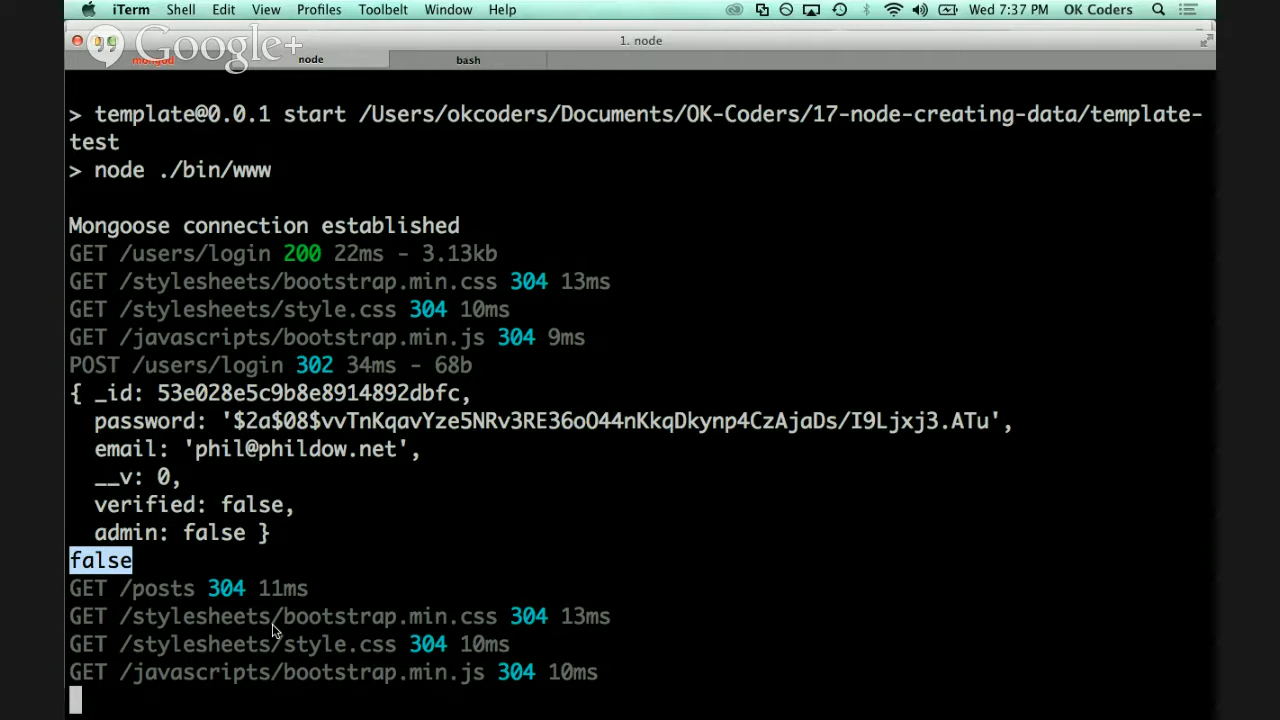 iTerm Shell Edit View Profiles Toolbelt Window Help Wed 7:37 PM OK Coders
Google+
1. node
mongod node bash
> template@0.0.1 start /Users/okcoders/Documents/OK-Coders/17-node-creating-data/template-
test
> node ./bin/www
Mongoose connection established
GET /users/login 200 22ms - 3.13kb
GET /stylesheets/bootstrap.min.css 304 13ms
GET /stylesheets/style.css 304 10ms
GET /javascripts/bootstrap.min.js 304 9ms
POST /users/login 302 34ms - 68b
{ _id: 53e028e5c9b8e8914892dbfc,
password: '$2a$08$vvTnKqavYze5NRv3RE36oO44nKkqDkynp4CzAjaDs/I9Ljxj3.ATu',
email: 'phil@phildow.net',
__v: 0,
verified: false,
admin: false }
false
GET /posts 304 11ms
GET /stylesheets/bootstrap.min.css 304 13ms
GET /stylesheets/style.css 304 10ms
GET /javascripts/bootstrap.min.js 304 10ms